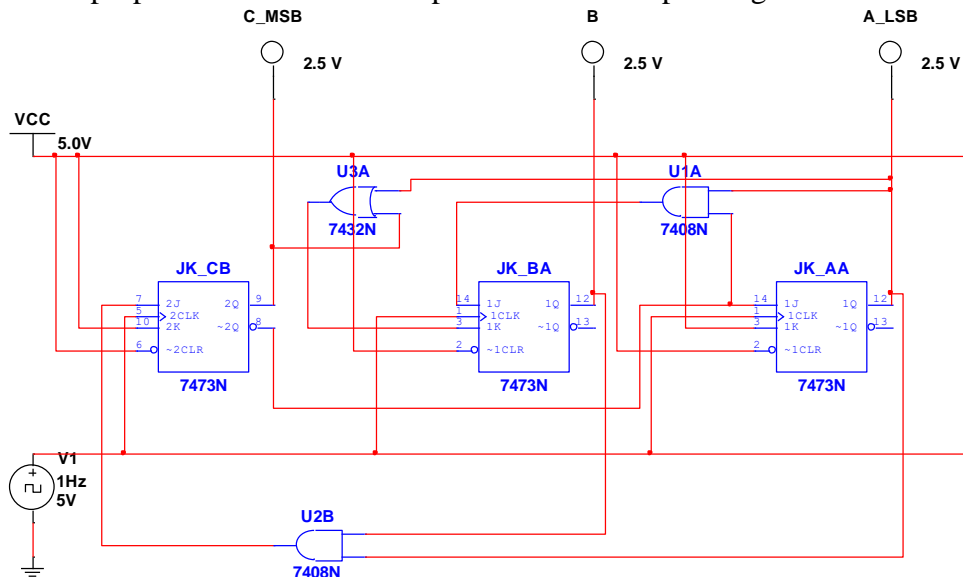 C_MSB
B
A_LSB
2.5 V
2.5 V
2.5 V
VCC
5.0V
U3A
7432N
U1A
7408N
JK_CB
7
2J
2Q
9
5
2CLK
10
2K
~2Q
8
6
~2CLR
7473N
JK_BA
14
1J
1Q
12
1
1CLK
3
1K
~1Q
13
2
~1CLR
7473N
JK_AA
14
1J
1Q
12
1
1CLK
3
1K
~1Q
13
2
~1CLR
7473N
V1
1Hz
5V
U2B
7408N